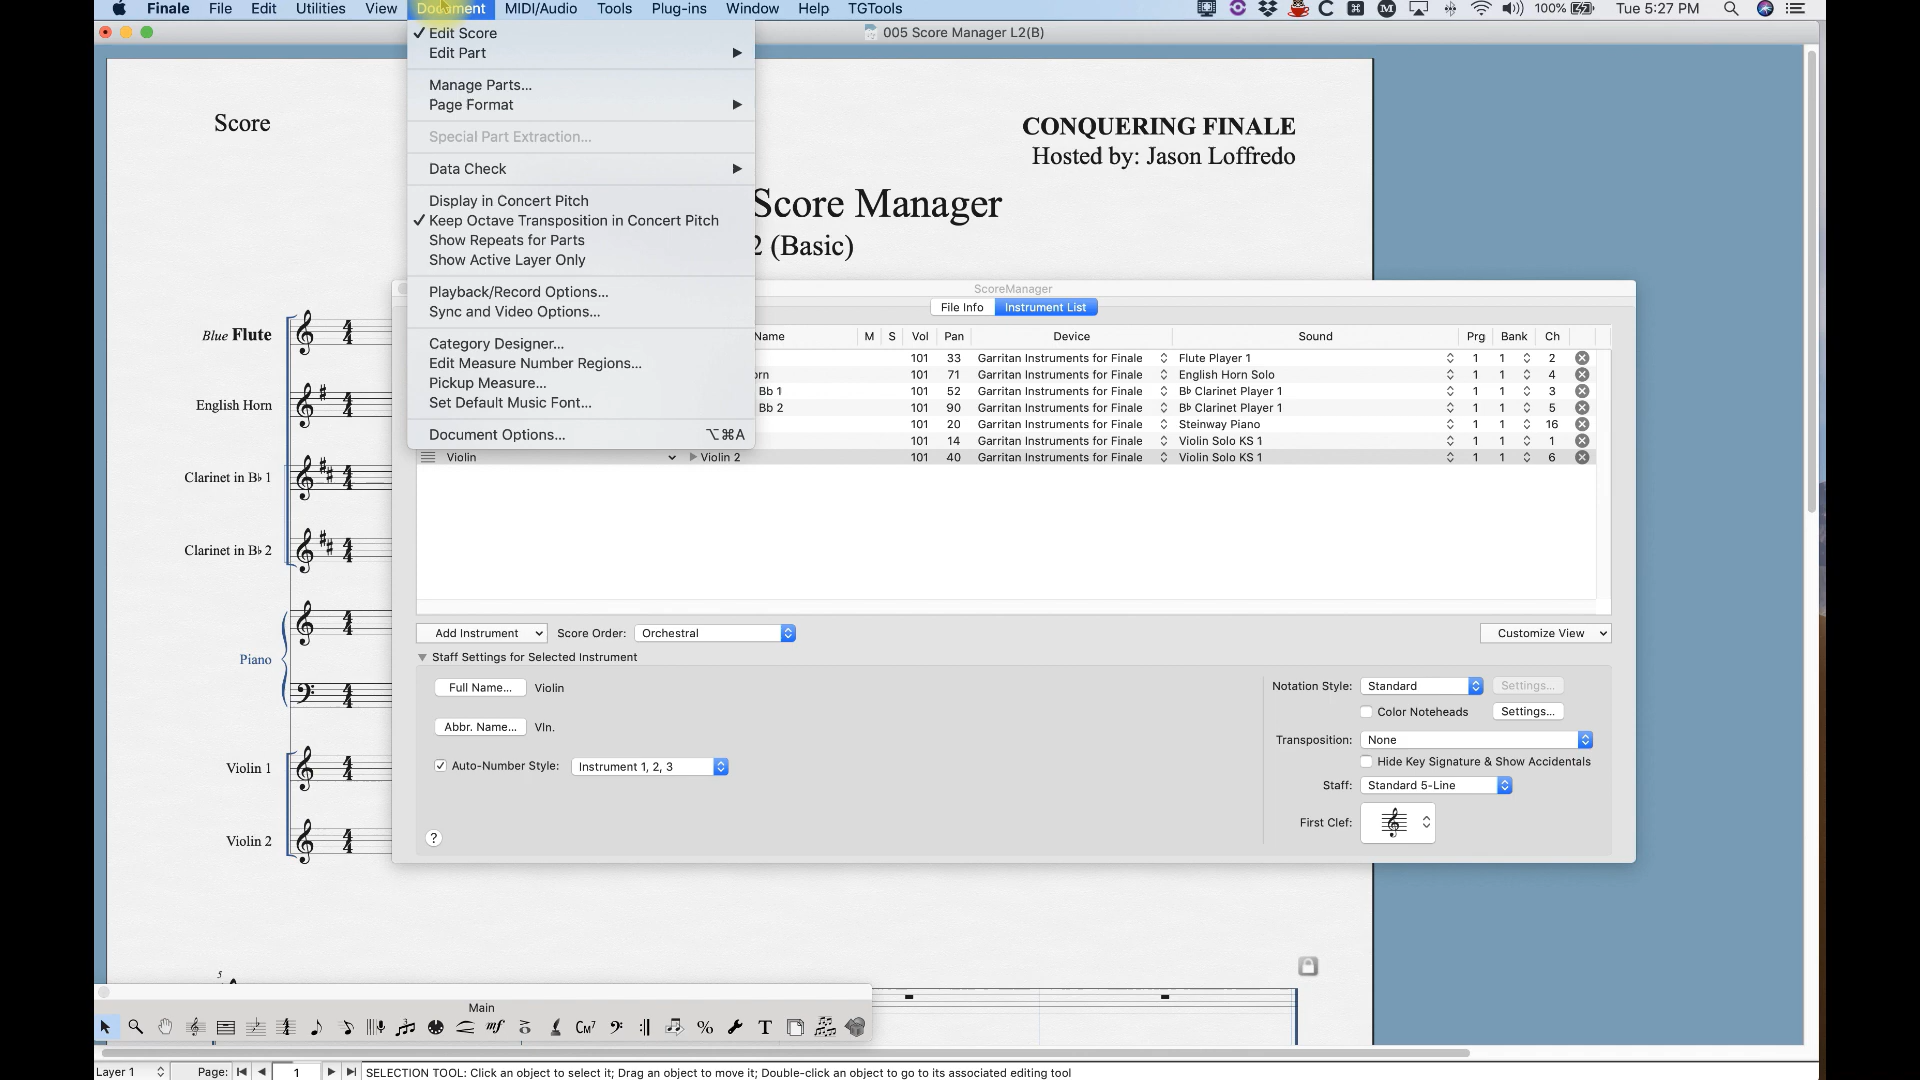 Finale File Edit Utilities View Document MIDI/Audio Tools Plug-ins Window Help TGTools 100% Tue 5:27 PM
005 Score Manager L2(B)
✓ Edit Score
Edit Part
Manage Parts...
Page Format
Special Part Extraction...
Data Check
Display in Concert Pitch
✓ Keep Octave Transposition in Concert Pitch
Show Repeats for Parts
Show Active Layer Only
Playback/Record Options...
Sync and Video Options...
Category Designer...
Edit Measure Number Regions...
Pickup Measure...
Set Default Music Font...
Document Options... ⌥⌘A
Score
CONQUERING FINALE
Hosted by: Jason Loffredo
Score Manager
2 (Basic)
Blue Flute
English Horn
Clarinet in B♭ 1
Clarinet in B♭ 2
Piano
Violin 1
Violin 2
5
ScoreManager
File Info Instrument List
Name M S Vol Pan Device Sound Prg Bank Ch
101 33 Garritan Instruments for Finale Flute Player 1 1 1 2
orn 101 71 Garritan Instruments for Finale English Horn Solo 1 1 4
Bb 1 101 52 Garritan Instruments for Finale B♭ Clarinet Player 1 1 1 3
Bb 2 101 90 Garritan Instruments for Finale B♭ Clarinet Player 1 1 1 5
101 20 Garritan Instruments for Finale Steinway Piano 1 1 16
101 14 Garritan Instruments for Finale Violin Solo KS 1 1 1 1
Violin Violin 2 101 40 Garritan Instruments for Finale Violin Solo KS 1 1 1 6
Add Instrument Score Order: Orchestral Customize View
Staff Settings for Selected Instrument
Full Name... Violin
Abbr. Name... Vln.
Auto-Number Style: Instrument 1, 2, 3
?
Notation Style: Standard Settings...
Color Noteheads Settings...
Transposition: None
Hide Key Signature & Show Accidentals
Staff: Standard 5-Line
First Clef:
Main
mf CM7 % T
Layer 1 Page: 1 SELECTION TOOL: Click an object to select it; Drag an object to move it; Double-click an object to go to its associated editing tool